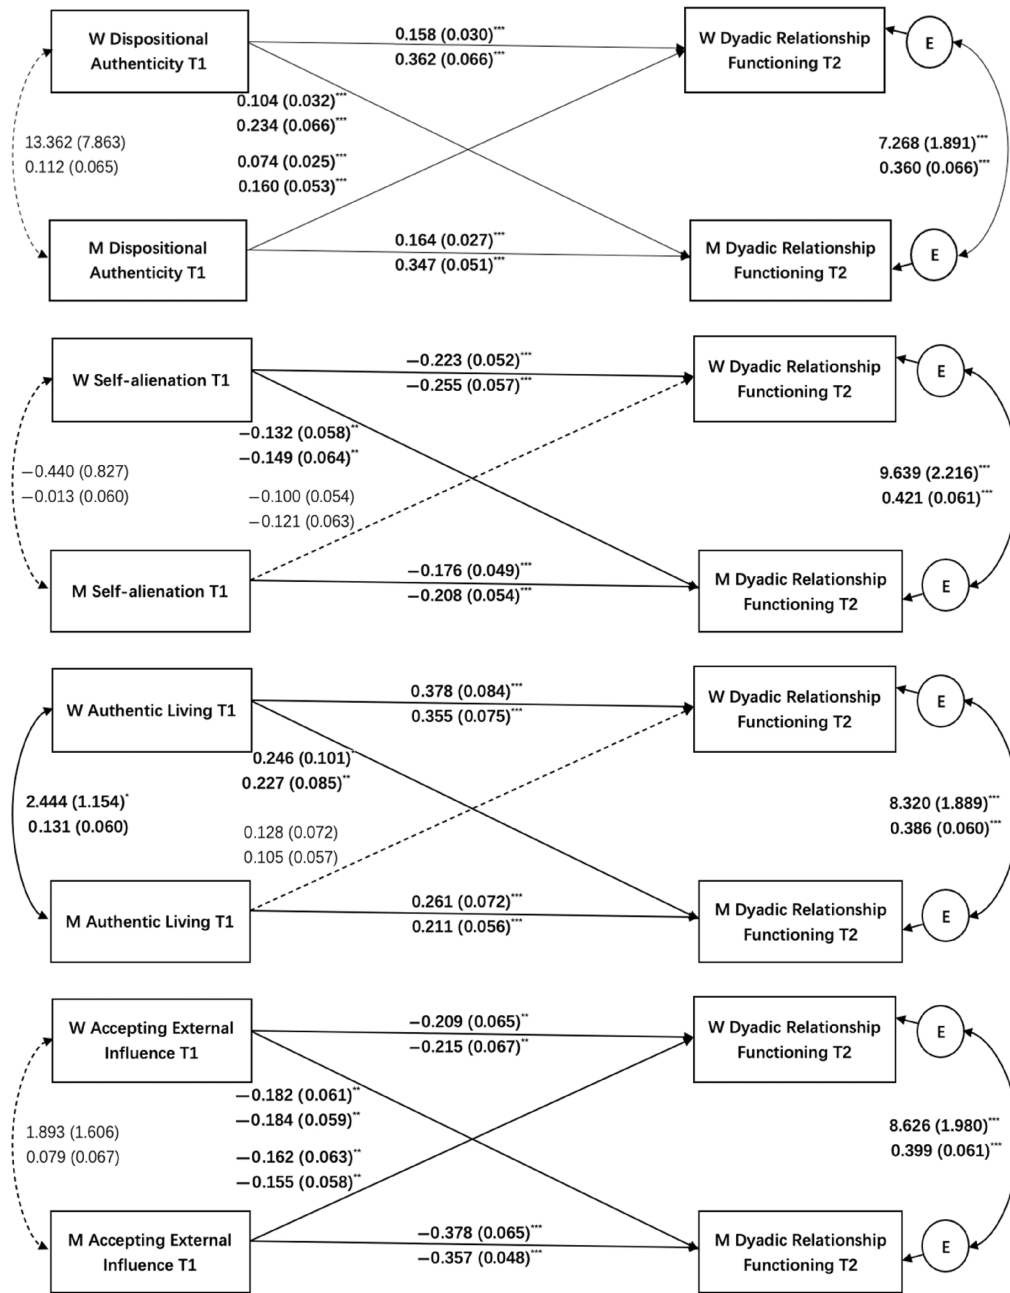 W Dispositional
Authenticity T1
0.158 (0.030)***
0.362 (0.066)***
W Dyadic Relationship
Functioning T2
E
0.104 (0.032)***
0.234 (0.066)***
13.362 (7.863)
0.112 (0.065)
0.074 (0.025)***
0.160 (0.053)***
7.268 (1.891)***
0.360 (0.066)***
M Dispositional
Authenticity T1
0.164 (0.027)***
0.347 (0.051)***
M Dyadic Relationship
Functioning T2
E
W Self-alienation T1
−0.223 (0.052)***
−0.255 (0.057)***
W Dyadic Relationship
Functioning T2
E
−0.132 (0.058)**
−0.149 (0.064)**
−0.440 (0.827)
−0.013 (0.060)
−0.100 (0.054)
−0.121 (0.063)
9.639 (2.216)***
0.421 (0.061)***
M Self-alienation T1
−0.176 (0.049)***
−0.208 (0.054)***
M Dyadic Relationship
Functioning T2
E
W Authentic Living T1
0.378 (0.084)***
0.355 (0.075)***
W Dyadic Relationship
Functioning T2
E
0.246 (0.101)*
0.227 (0.085)**
2.444 (1.154)*
0.131 (0.060)
0.128 (0.072)
0.105 (0.057)
8.320 (1.889)***
0.386 (0.060)***
M Authentic Living T1
0.261 (0.072)***
0.211 (0.056)***
M Dyadic Relationship
Functioning T2
E
W Accepting External
Influence T1
−0.209 (0.065)**
−0.215 (0.067)**
W Dyadic Relationship
Functioning T2
E
−0.182 (0.061)**
−0.184 (0.059)**
1.893 (1.606)
0.079 (0.067)
−0.162 (0.063)**
−0.155 (0.058)**
8.626 (1.980)***
0.399 (0.061)***
M Accepting External
Influence T1
−0.378 (0.065)***
−0.357 (0.048)***
M Dyadic Relationship
Functioning T2
E